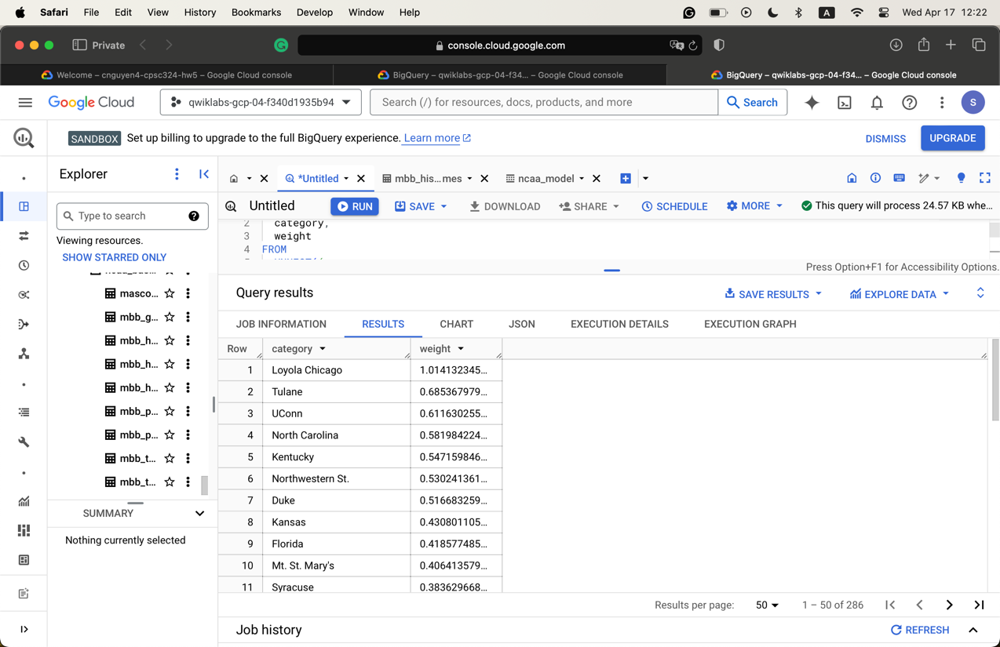 Safari File Edit View History Bookmarks Develop Window Help A Wed Apr 17 12:22
Private console.cloud.google.com
Welcome – cnguyen4-cpsc324-hw5 – Google Cloud console BigQuery – qwiklabs-gcp-04-f34... – Google Cloud console BigQuery – qwiklabs-gcp-04-f34... – Google Cloud console
Google Cloud qwiklabs-gcp-04-f340d1935b94 Search (/) for resources, docs, products, and more Search S
SANDBOX Set up billing to upgrade to the full BigQuery experience. Learn more DISMISS UPGRADE
Explorer
*Untitled mbb_his...mes ncaa_model
Type to search
Untitled RUN SAVE DOWNLOAD SHARE SCHEDULE MORE This query will process 24.57 KB whe...
Viewing resources.
SHOW STARRED ONLY
2 category,
3 weight
4 FROM
Press Option+F1 for Accessibility Options.
masco...
mbb_g...
mbb_h...
mbb_h...
mbb_h...
mbb_p...
mbb_p...
mbb_t...
mbb_t...
SUMMARY
Nothing currently selected
Query results SAVE RESULTS EXPLORE DATA
JOB INFORMATION RESULTS CHART JSON EXECUTION DETAILS EXECUTION GRAPH
Row category weight
1 Loyola Chicago 1.014132345...
2 Tulane 0.685367979...
3 UConn 0.611630255...
4 North Carolina 0.581984224...
5 Kentucky 0.547159846...
6 Northwestern St. 0.530241361...
7 Duke 0.516683259...
8 Kansas 0.430801105...
9 Florida 0.418577485...
10 Mt. St. Mary's 0.406413579...
11 Syracuse 0.383629668...
Results per page: 50 1 – 50 of 286
Job history REFRESH